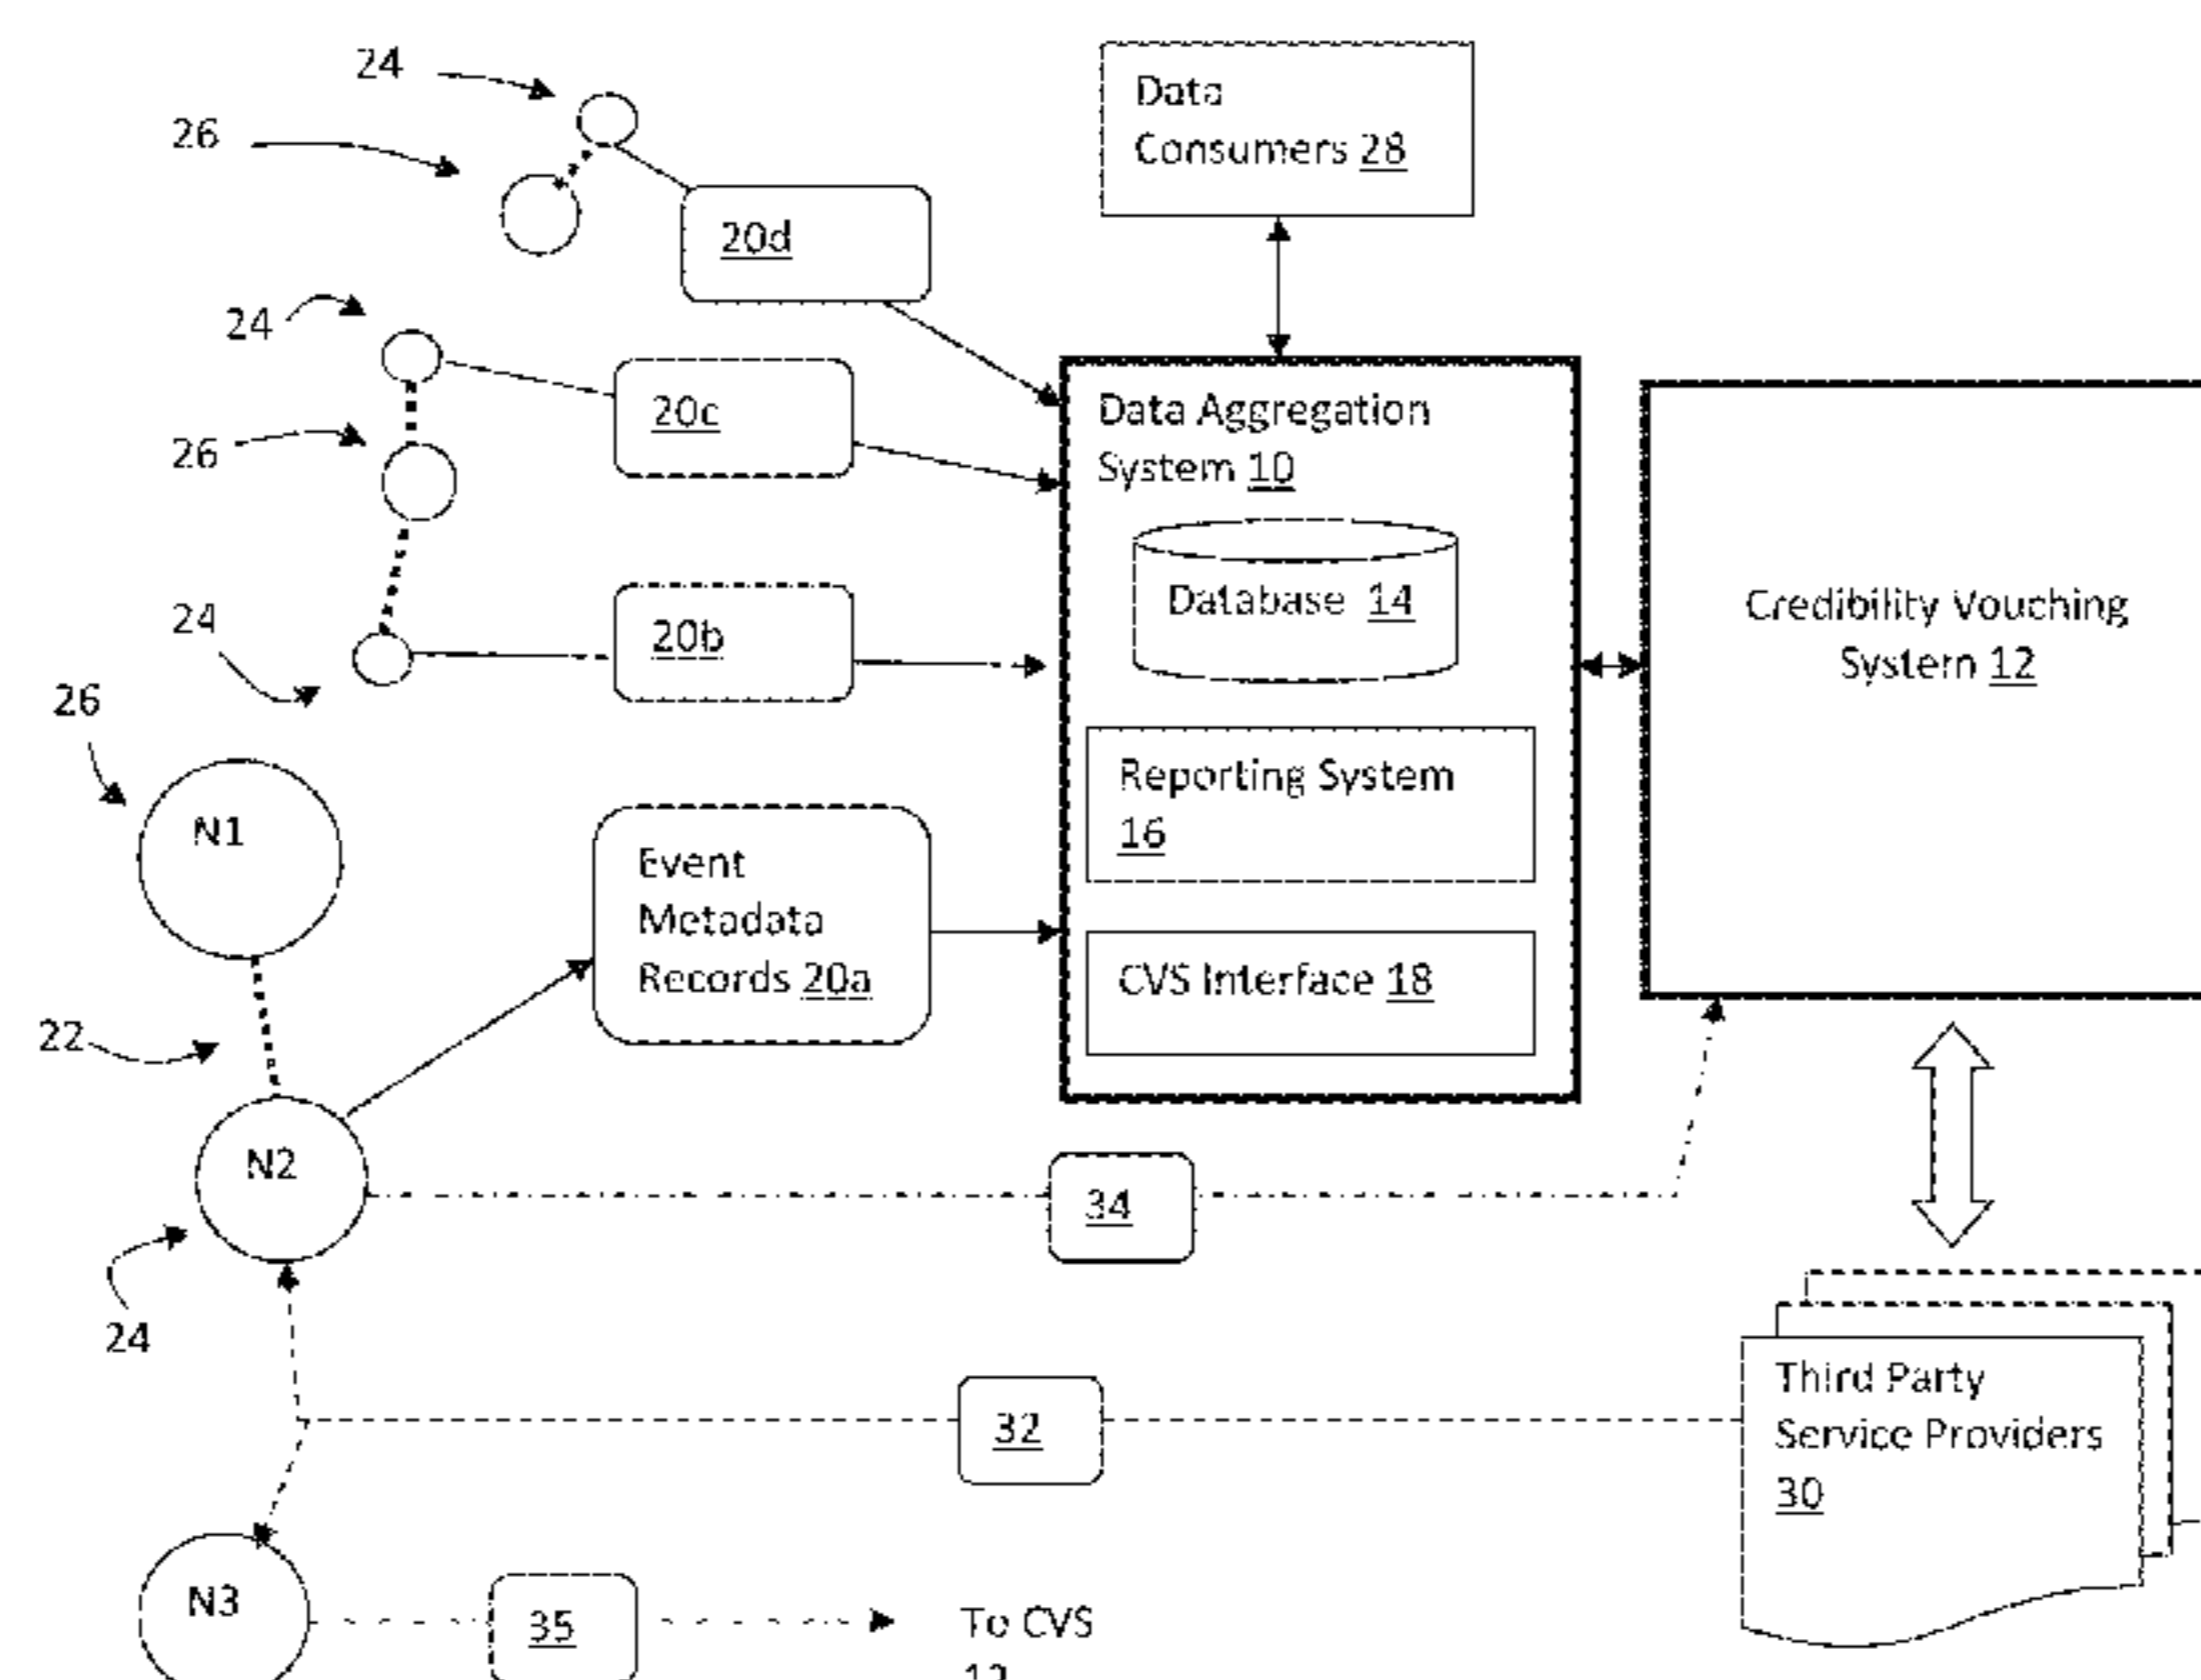 24
26
Data
Consumers 28
20d
24
20c
26
Data Aggregation
System 10
Database 14
Credibility Vouching
System 12
24
20b
26
Reporting System
16
N1
Event
Metadata
Records 20a
CVS Interface 18
22
N2
34
24
Third Party
Service Providers
30
32
N3
35
To CVS